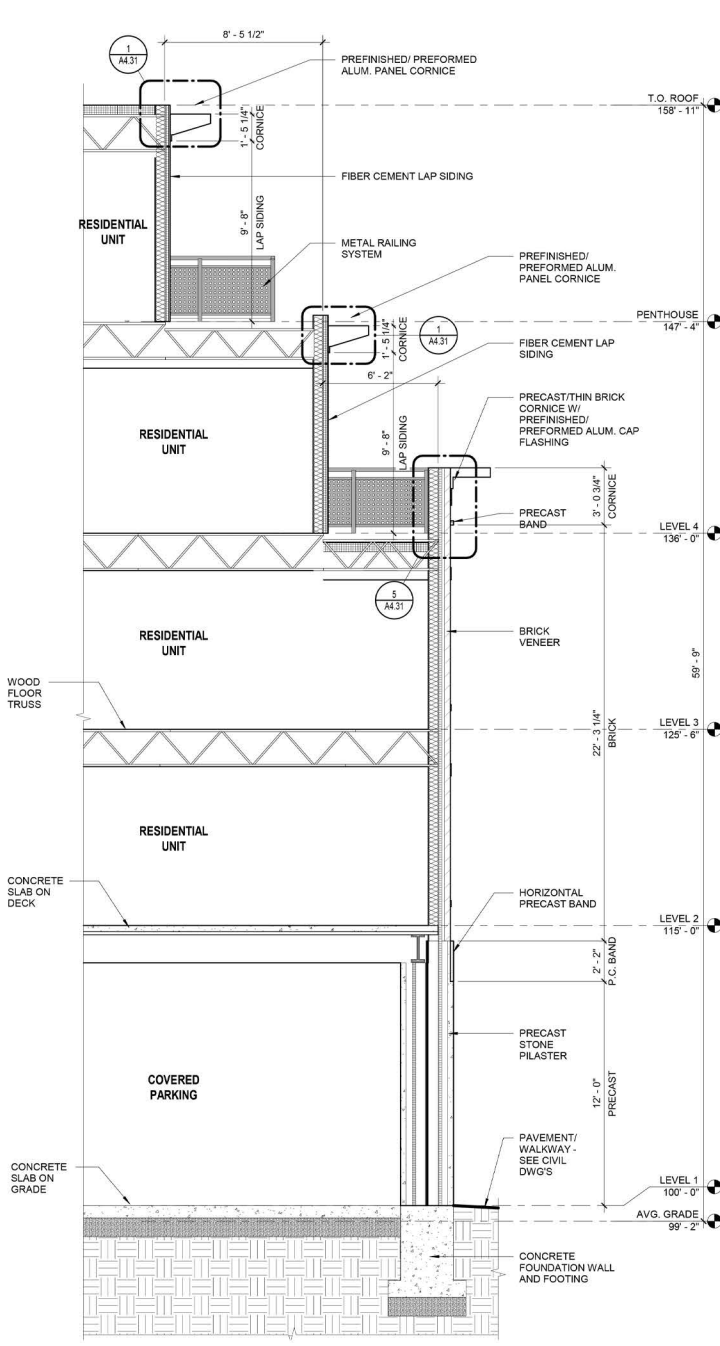 8' - 5 1/2"
1
A4.31
PREFINISHED/ PREFORMED
ALUM. PANEL CORNICE
T.O. ROOF
158' - 11"
1' - 5 1/4"
CORNICE
FIBER CEMENT LAP SIDING
RESIDENTIAL
UNIT
9' - 8"
LAP SIDING
METAL RAILING
SYSTEM
PREFINISHED/
PREFORMED ALUM.
PANEL CORNICE
PENTHOUSE
147' - 4"
1' - 5 1/4"
CORNICE
1
A4.31
FIBER CEMENT LAP
SIDING
6' - 2"
PRECAST/THIN BRICK
CORNICE W/
PREFINISHED/
PREFORMED ALUM. CAP
FLASHING
RESIDENTIAL
UNIT
9' - 8"
LAP SIDING
3' - 0 3/4"
CORNICE
PRECAST
BAND
LEVEL 4
136' - 0"
5
A4.31
RESIDENTIAL
UNIT
BRICK
VENEER
59' - 9"
WOOD
FLOOR
TRUSS
22' - 3 1/4"
BRICK
LEVEL 3
125' - 6"
RESIDENTIAL
UNIT
CONCRETE
SLAB ON
DECK
HORIZONTAL
PRECAST BAND
LEVEL 2
115' - 0"
2' - 2"
P.C. BAND
PRECAST
STONE
PILASTER
COVERED
PARKING
12' - 0"
PRECAST
PAVEMENT/
WALKWAY -
SEE CIVIL
DWG'S
CONCRETE
SLAB ON
GRADE
LEVEL 1
100' - 0"
AVG. GRADE
99' - 2"
CONCRETE
FOUNDATION WALL
AND FOOTING